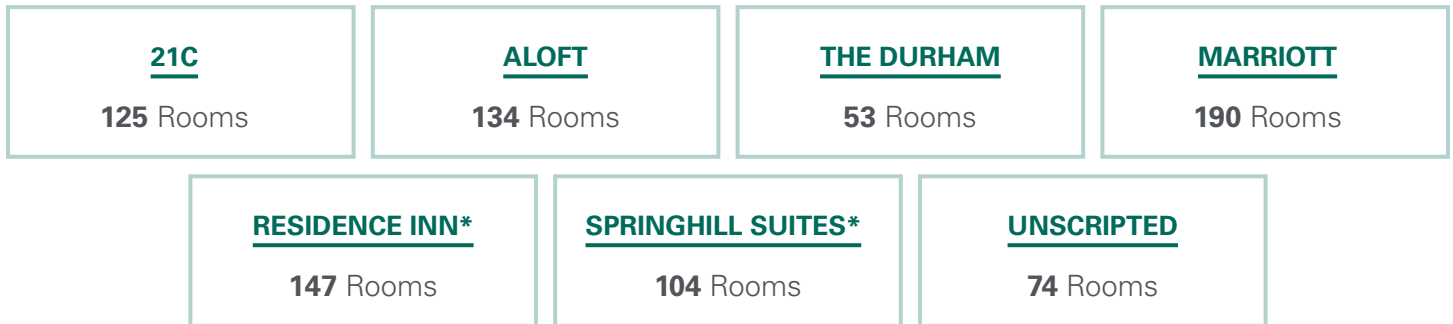 21C
125 Rooms
ALOFT
134 Rooms
THE DURHAM
53 Rooms
MARRIOTT
190 Rooms
RESIDENCE INN*
147 Rooms
SPRINGHILL SUITES*
104 Rooms
UNSCRIPTED
74 Rooms